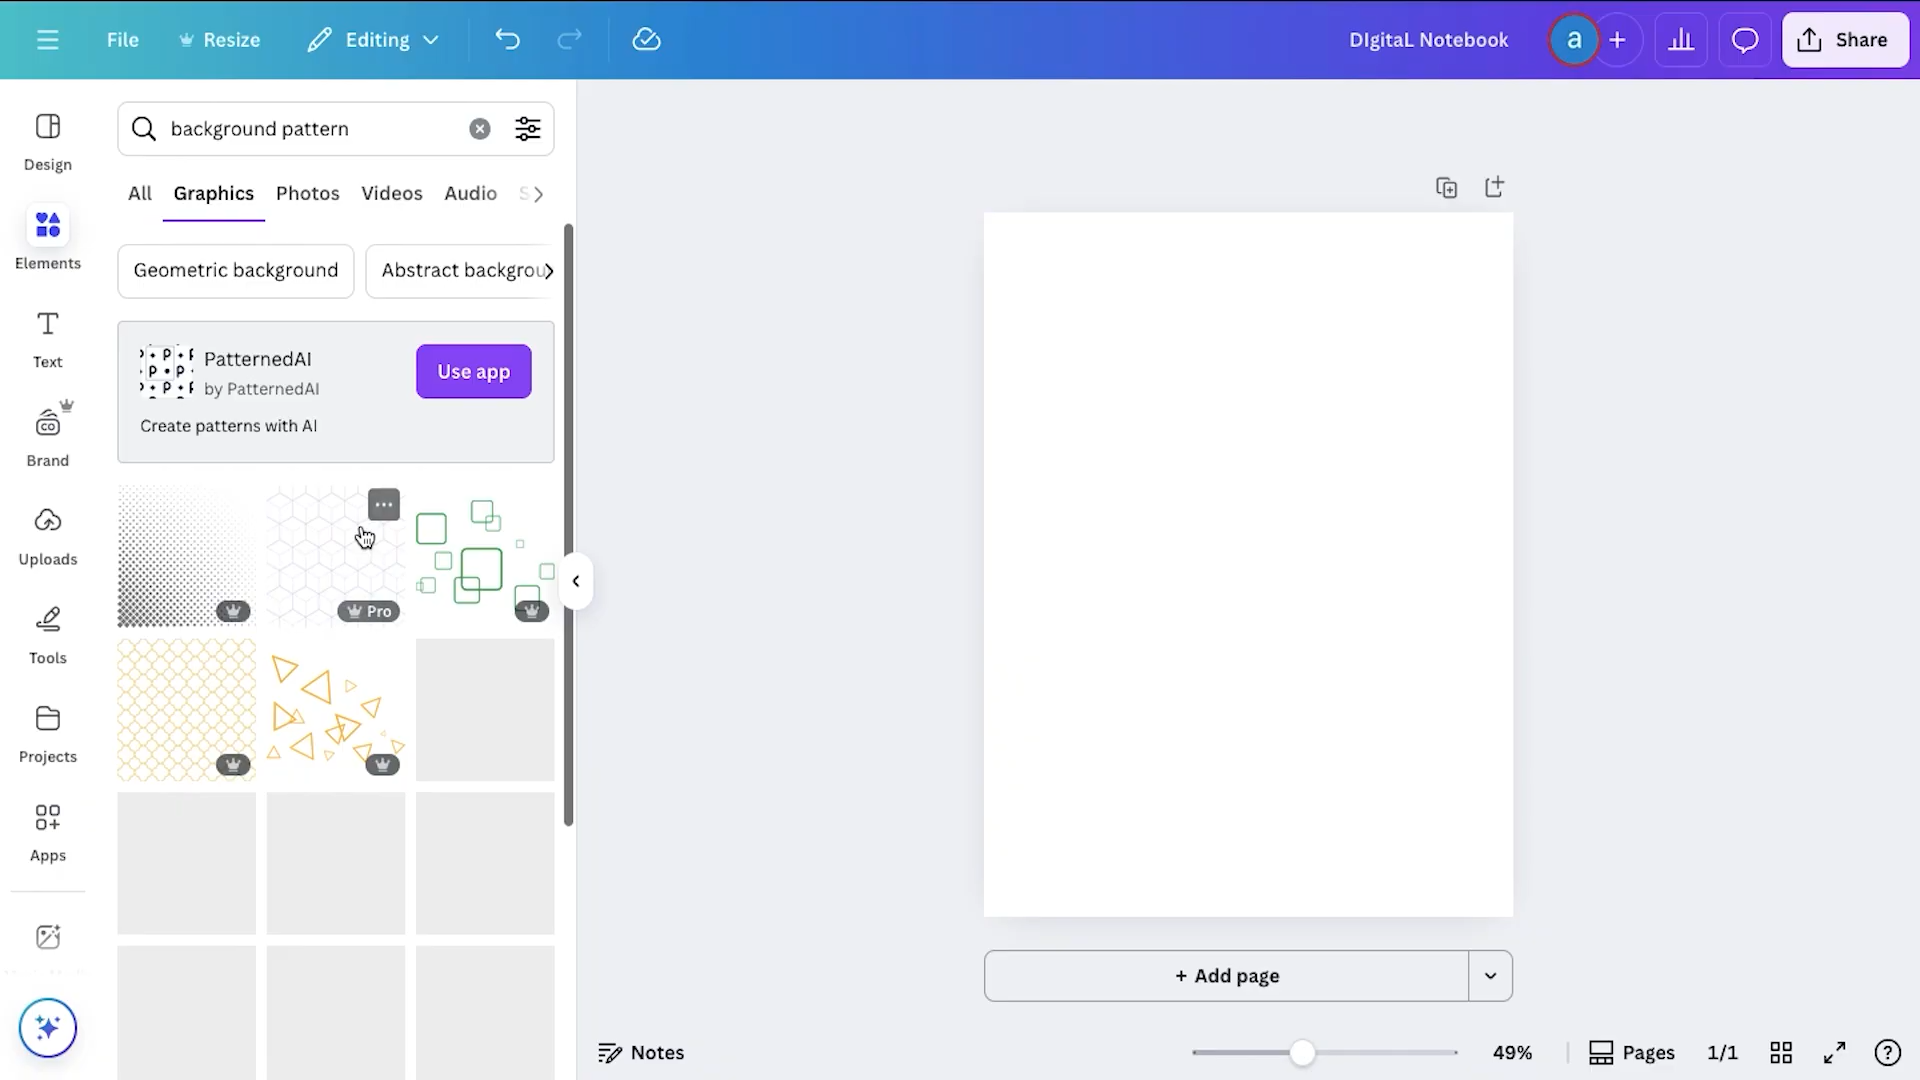 File
Resize
Editing
DIgitaL Notebook
a
Share
background pattern
Design
All
Graphics
Photos
Videos
Audio
S
Elements
Geometric background
Abstract backgrou
Text
PatternedAI
by PatternedAI
Use app
Create patterns with AI
Brand
Pro
Uploads
Tools
Projects
Apps
+ Add page
Notes
49%
Pages
1/1